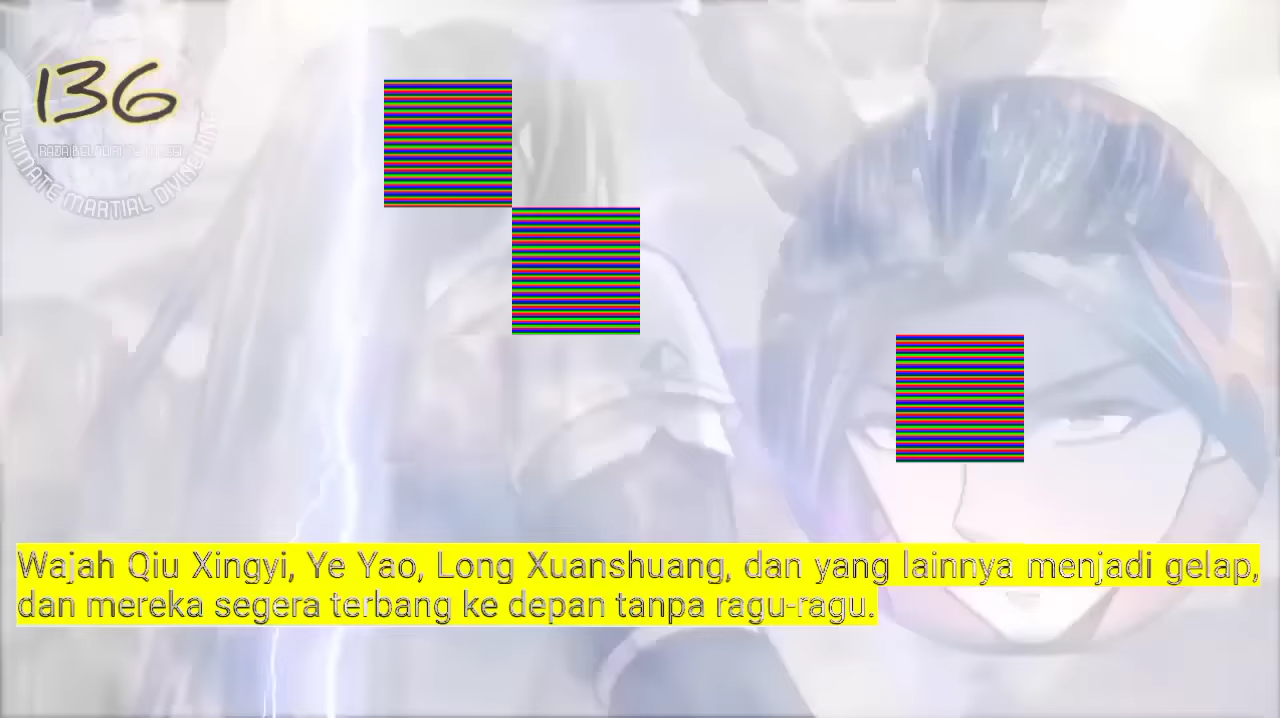 136
ULTIMATE MARTIAL DIVINE KING
Wajah Qiu Xingyi, Ye Yao, Long Xuanshuang, dan yang lainnya menjadi gelap,
dan mereka segera terbang ke depan tanpa ragu-ragu.